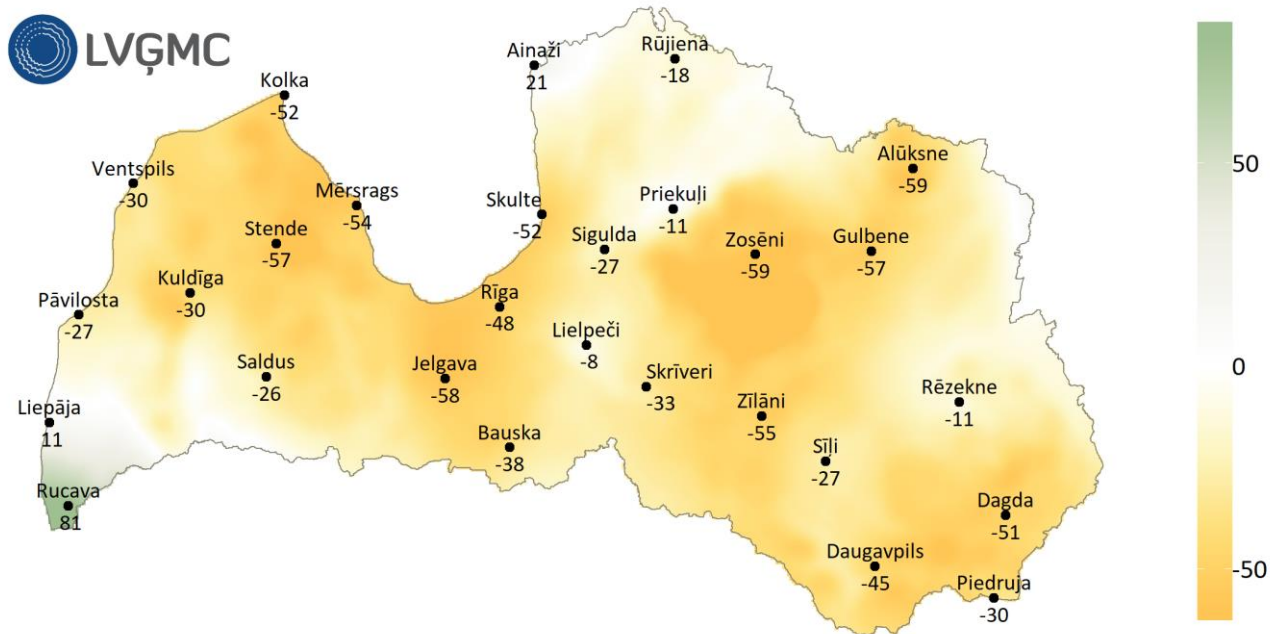 LVĢMC
Ainaži
21
Rūjiena
-18
Kolka
-52
50
Alūksne
-59
Ventspils
-30
Mērsrags
-54
Priekuļi
-11
Skulte
-52
Stende
-57
Sigulda
-27
Zosēni
-59
Gulbene
-57
Kuldīga
-30
Rīga
-48
Pāvilosta
-27
Lielpeči
-8
Saldus
-26
Jelgava
-58
Skrīveri
-33
0
Rēzekne
-11
Zīlāni
-55
Liepāja
11
Bauska
-38
Sīļi
-27
Rucava
81
Dagda
-51
Daugavpils
-45
-50
Piedruja
-30